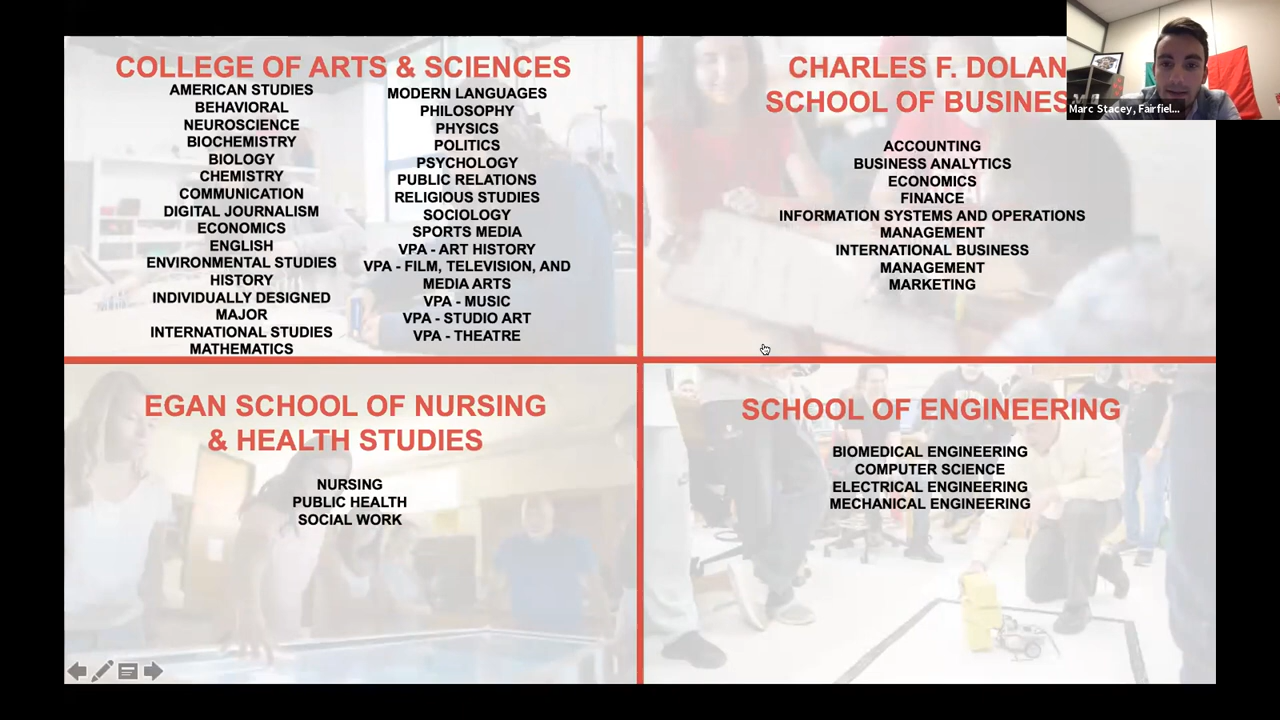 COLLEGE OF ARTS & SCIENCES
AMERICAN STUDIES
BEHAVIORAL
NEUROSCIENCE
BIOCHEMISTRY
BIOLOGY
CHEMISTRY
COMMUNICATION
DIGITAL JOURNALISM
ECONOMICS
ENGLISH
ENVIRONMENTAL STUDIES
HISTORY
INDIVIDUALLY DESIGNED
MAJOR
INTERNATIONAL STUDIES
MATHEMATICS
MODERN LANGUAGES
PHILOSOPHY
PHYSICS
POLITICS
PSYCHOLOGY
PUBLIC RELATIONS
RELIGIOUS STUDIES
SOCIOLOGY
SPORTS MEDIA
VPA - ART HISTORY
VPA - FILM, TELEVISION, AND
MEDIA ARTS
VPA - MUSIC
VPA - STUDIO ART
VPA - THEATRE
CHARLES F. DOLAN
SCHOOL OF BUSINES
ACCOUNTING
BUSINESS ANALYTICS
ECONOMICS
FINANCE
INFORMATION SYSTEMS AND OPERATIONS
MANAGEMENT
INTERNATIONAL BUSINESS
MANAGEMENT
MARKETING
Marc Stacey, Fairfiel...
EGAN SCHOOL OF NURSING
& HEALTH STUDIES
NURSING
PUBLIC HEALTH
SOCIAL WORK
SCHOOL OF ENGINEERING
BIOMEDICAL ENGINEERING
COMPUTER SCIENCE
ELECTRICAL ENGINEERING
MECHANICAL ENGINEERING